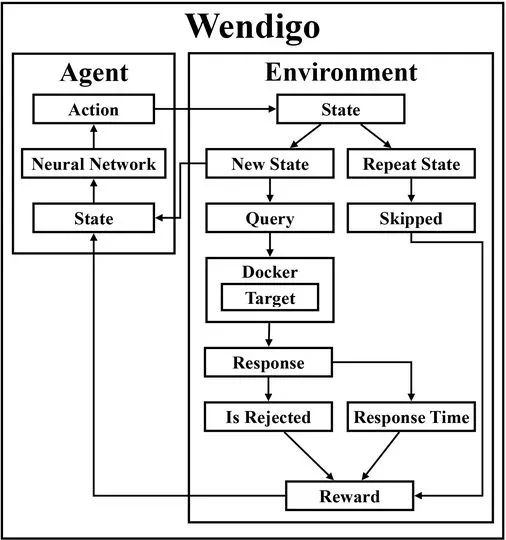 Wendigo
Agent
Action
Neural Network
State
Environment
State
New State
Repeat State
Query
Skipped
Docker
Target
Response
Is Rejected
Response Time
Reward